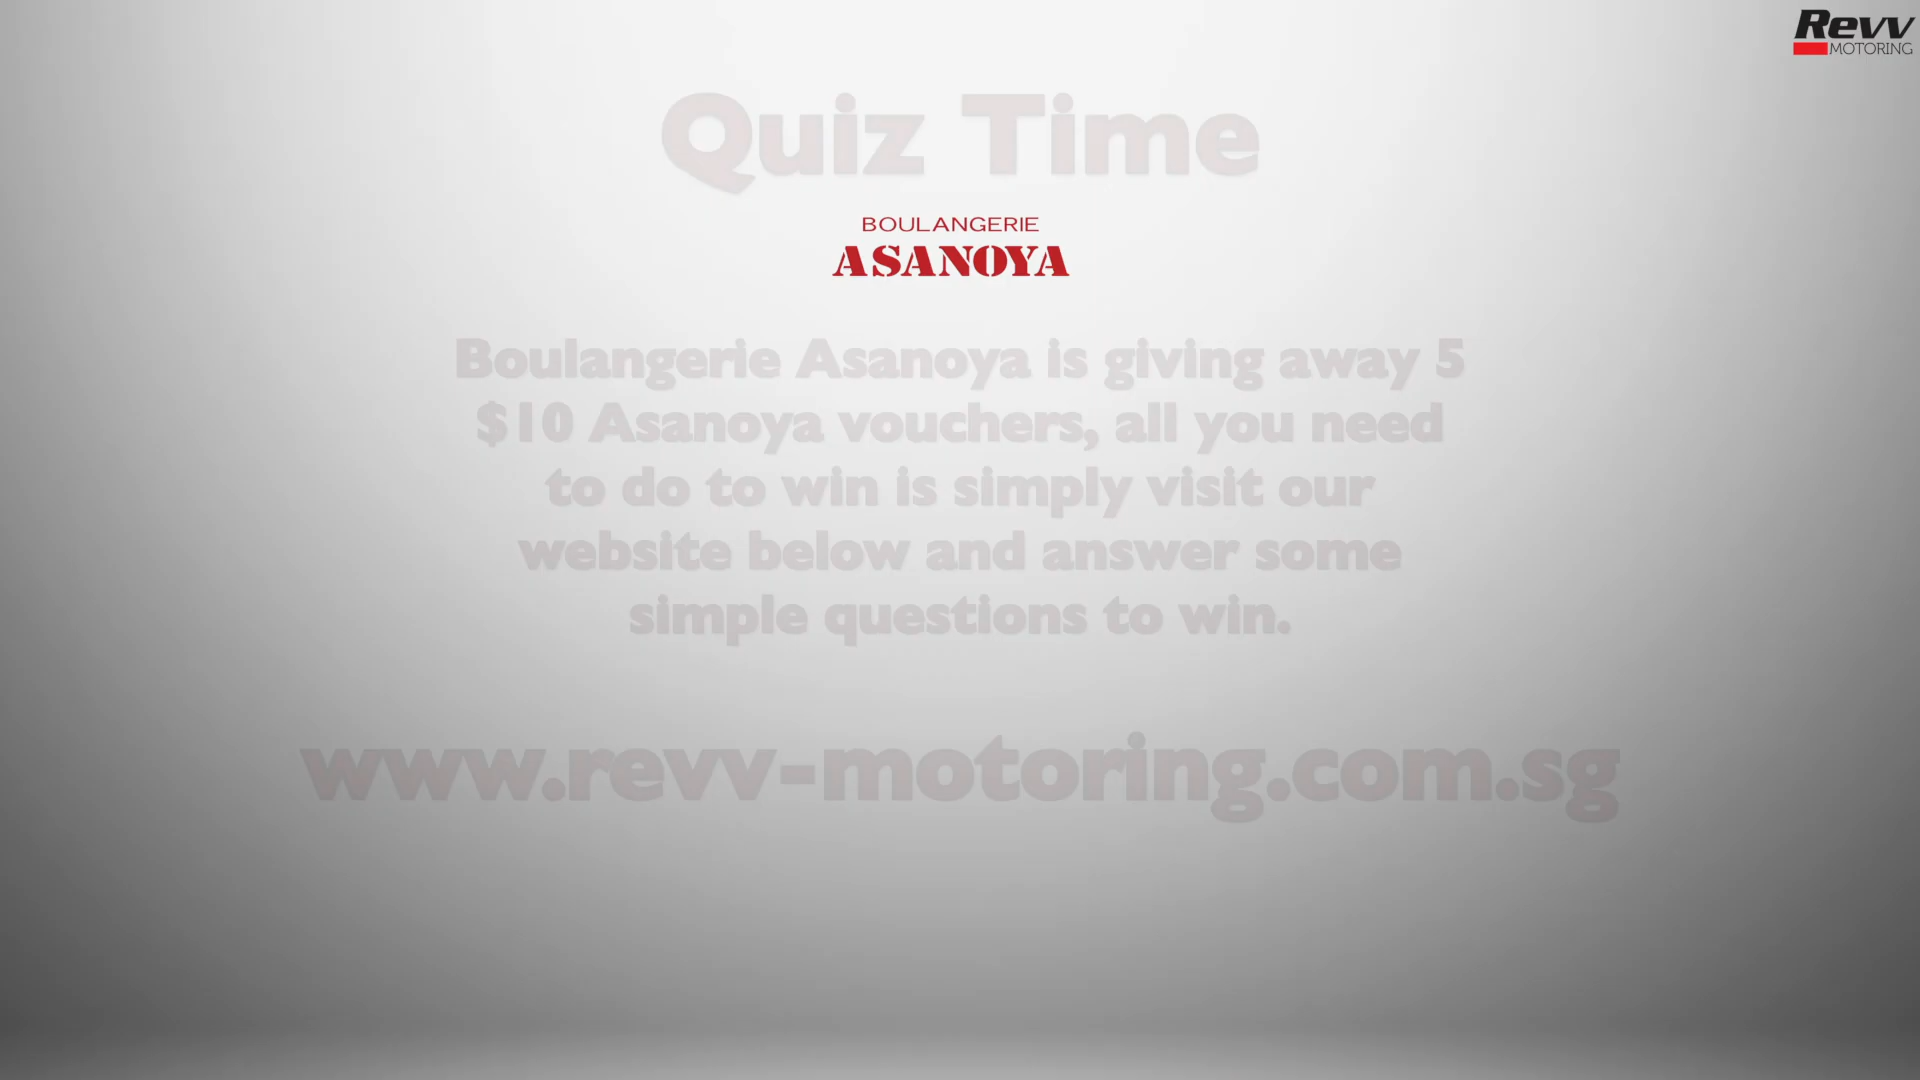 Revv
MOTORING
Quiz Time
BOULANGERIE
ASANOYA
Boulangerie Asanoya is giving away 5
$10 Asanoya vouchers, all you need
to do to win is simply visit our
website below and answer some
simple questions to win.
www.revv-motoring.com.sg